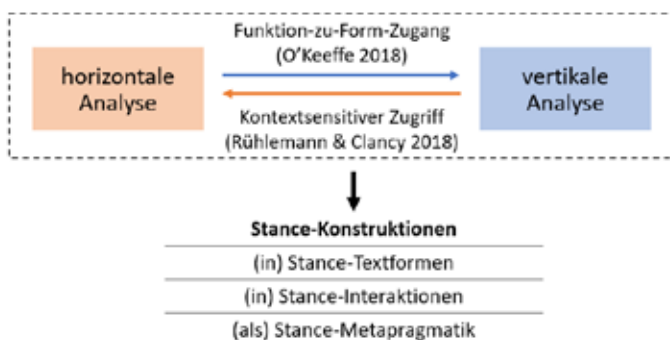 Funktion-zu-Form-Zugang
(O'Keeffe 2018)
horizontale
Analyse
vertikale
Analyse
Kontextsensitiver Zugriff
(Rühlemann & Clancy 2018)
Stance-Konstruktionen
(in) Stance-Textformen
(in) Stance-Interaktionen
(als) Stance-Metapragmatik